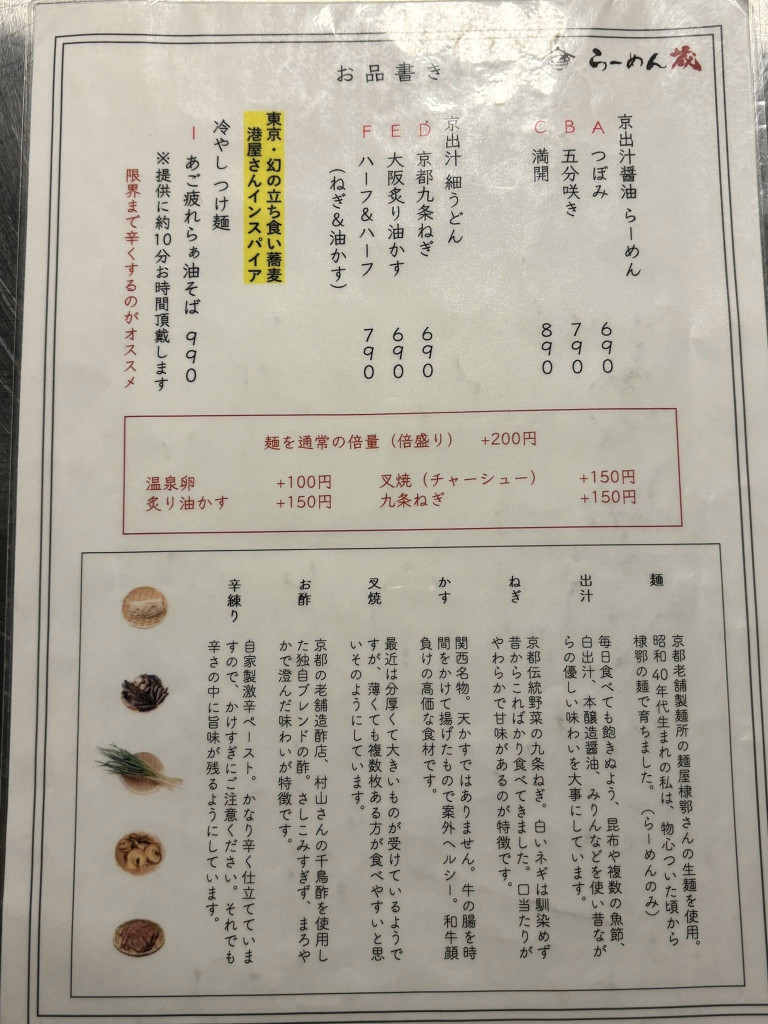 らーめん蔵
お品書き
京出汁醤油 らーめん
A つぼみ 690
B 五分咲き 790
C 満開 890
京出汁 細うどん
D 京都九条ねぎ 690
E 大阪炙り油かす 690
F ハーフ&ハーフ 790
(ねぎ&油かす)
東京・幻の立ち食い蕎麦
港屋さんインスパイア
冷やし つけ麺
I あご疲れらぁ油そば 990
※提供に約10分お時間頂戴します
限界まで辛くするのがオススメ
麺を通常の倍量（倍盛り） +200円
温泉卵 +100円 叉焼（チャーシュー） +150円
炙り油かす +150円 九条ねぎ +150円
麺
京都老舗製麺所の麺屋棣鄂さんの生麺を使用。
昭和40年代生まれの私は、物心ついた頃から
棣鄂の麺で育ちました。（らーめんのみ）
出汁
毎日食べても飽きぬよう、昆布や複数の魚節、
白出汁、本醸造醤油、みりんなどを使い昔なが
らの優しい味わいを大事にしています。
ねぎ
京都伝統野菜の九条ねぎ。白いネギは馴染めず
昔からこればかり食べてきました。口当たりが
やわらかで甘味があるのが特徴です。
かす
関西名物。天かすではありません。牛の腸を時
間をかけて揚げたもので案外ヘルシー。和牛顔
負けの高価な食材です。
叉焼
最近は分厚くて大きいものが受けているようで
すが、薄くても複数枚ある方が食べやすいと思
いそのようにしています。
お酢
京都の老舗造酢店、村山さんの千鳥酢を使用し
た独自ブレンドの酢。さしこみすぎず、まろや
かで澄んだ味わいが特徴です。
辛練り
自家製激辛ペースト。かなり辛く仕立てていま
すので、かけすぎにご注意ください。それでも
辛さの中に旨味が残るようにしています。